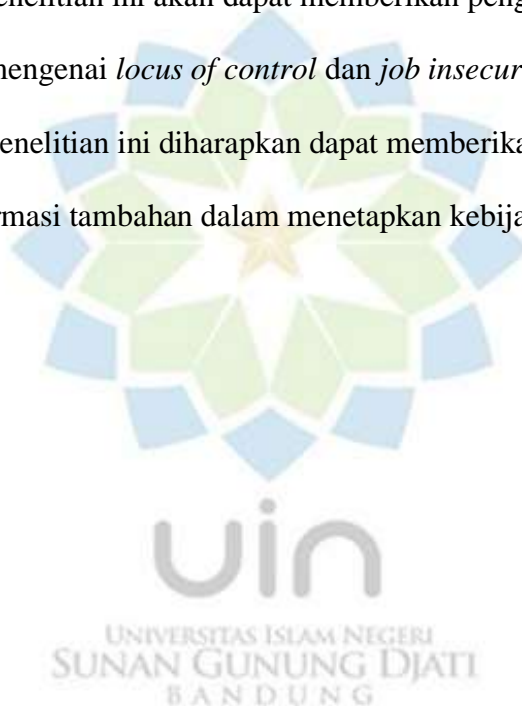 enelitian ini akan dapat memberikan peng
nengenai locus of control dan job insecur
enelitian ini diharapkan dapat memberika
rmasi tambahan dalam menetapkan kebija
uin
UNIVERSITAS ISLAM NEGERI
SUNAN GUNUNG DJATI
BANDUNG